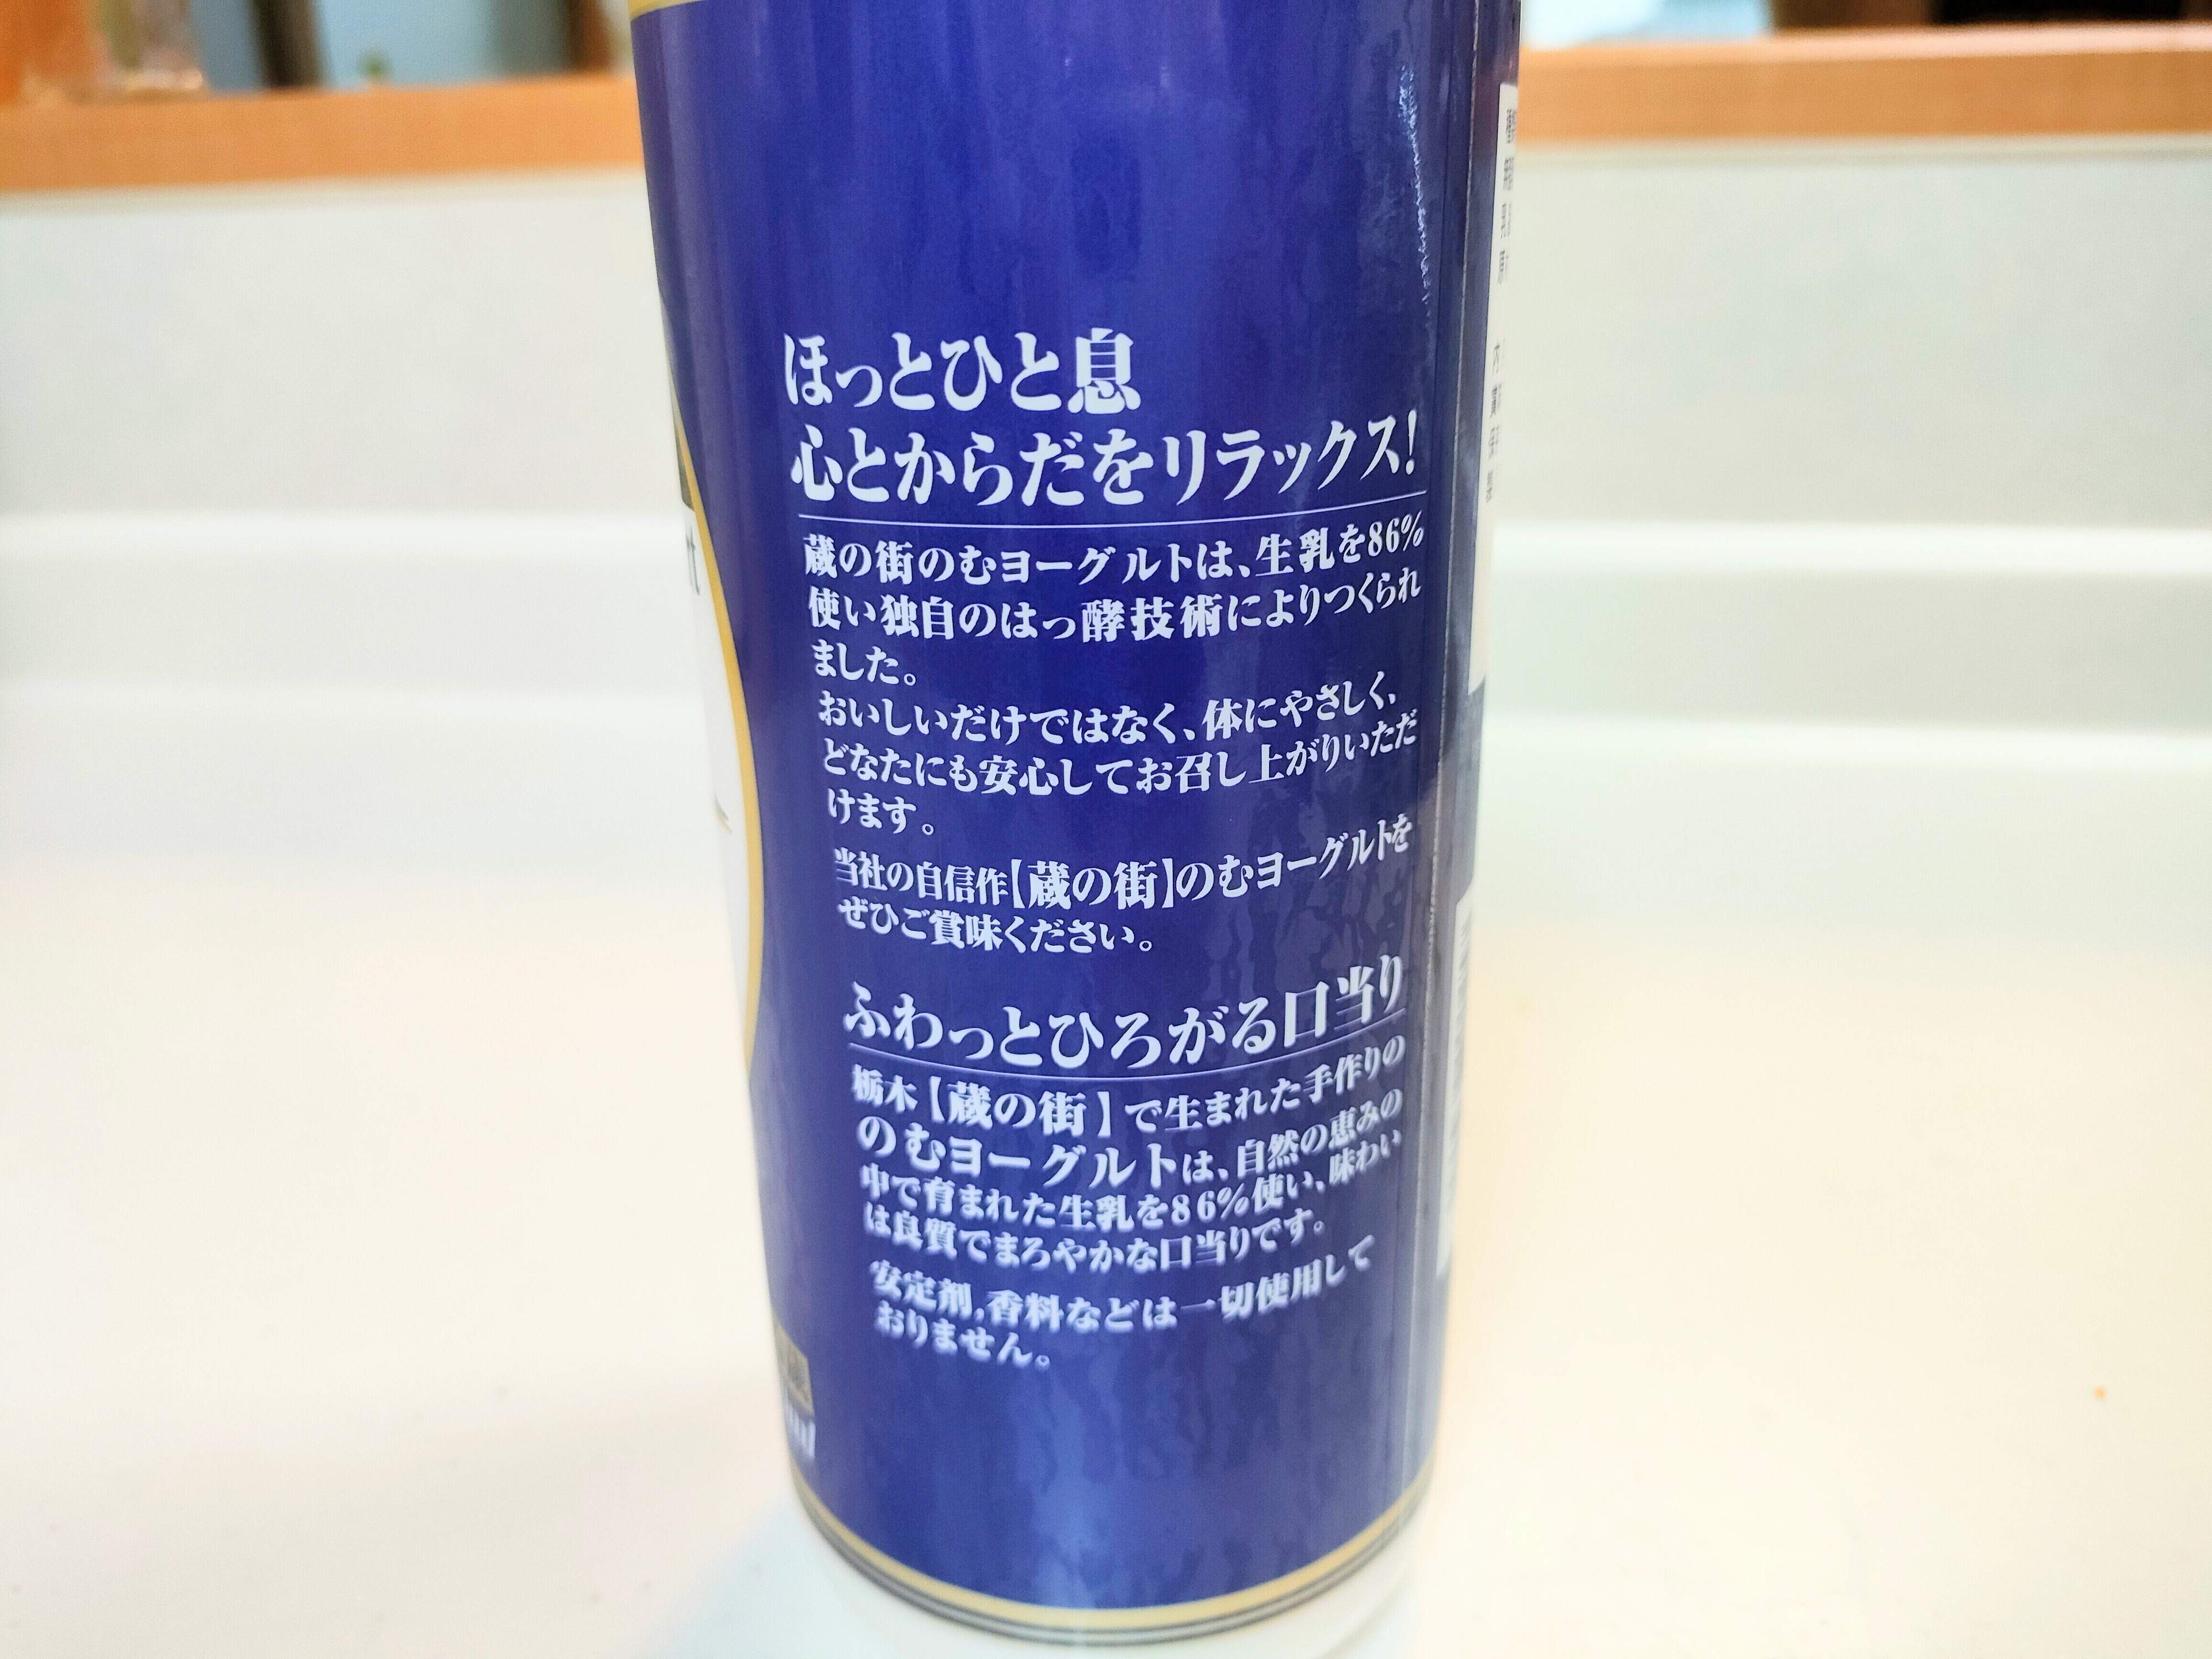 ほっとひと息
心とからだをリラックス!
蔵の街のむヨーグルトは、生乳を86%
使い独自のはっ酵技術によりつくられ
ました。
おいしいだけではなく、体にやさしく、
どなたにも安心してお召し上がりいただ
けます。
当社の自信作【蔵の街】のむヨーグルトを
ぜひご賞味ください。
ふわっとひろがる口当り
栃木【蔵の街】で生まれた手作りの
のむヨーグルトは、自然の恵みの
中で育まれた生乳を86%使い、味わい
は良質でまろやかな口当りです。
安定剤,香料などは一切使用して
おりません。